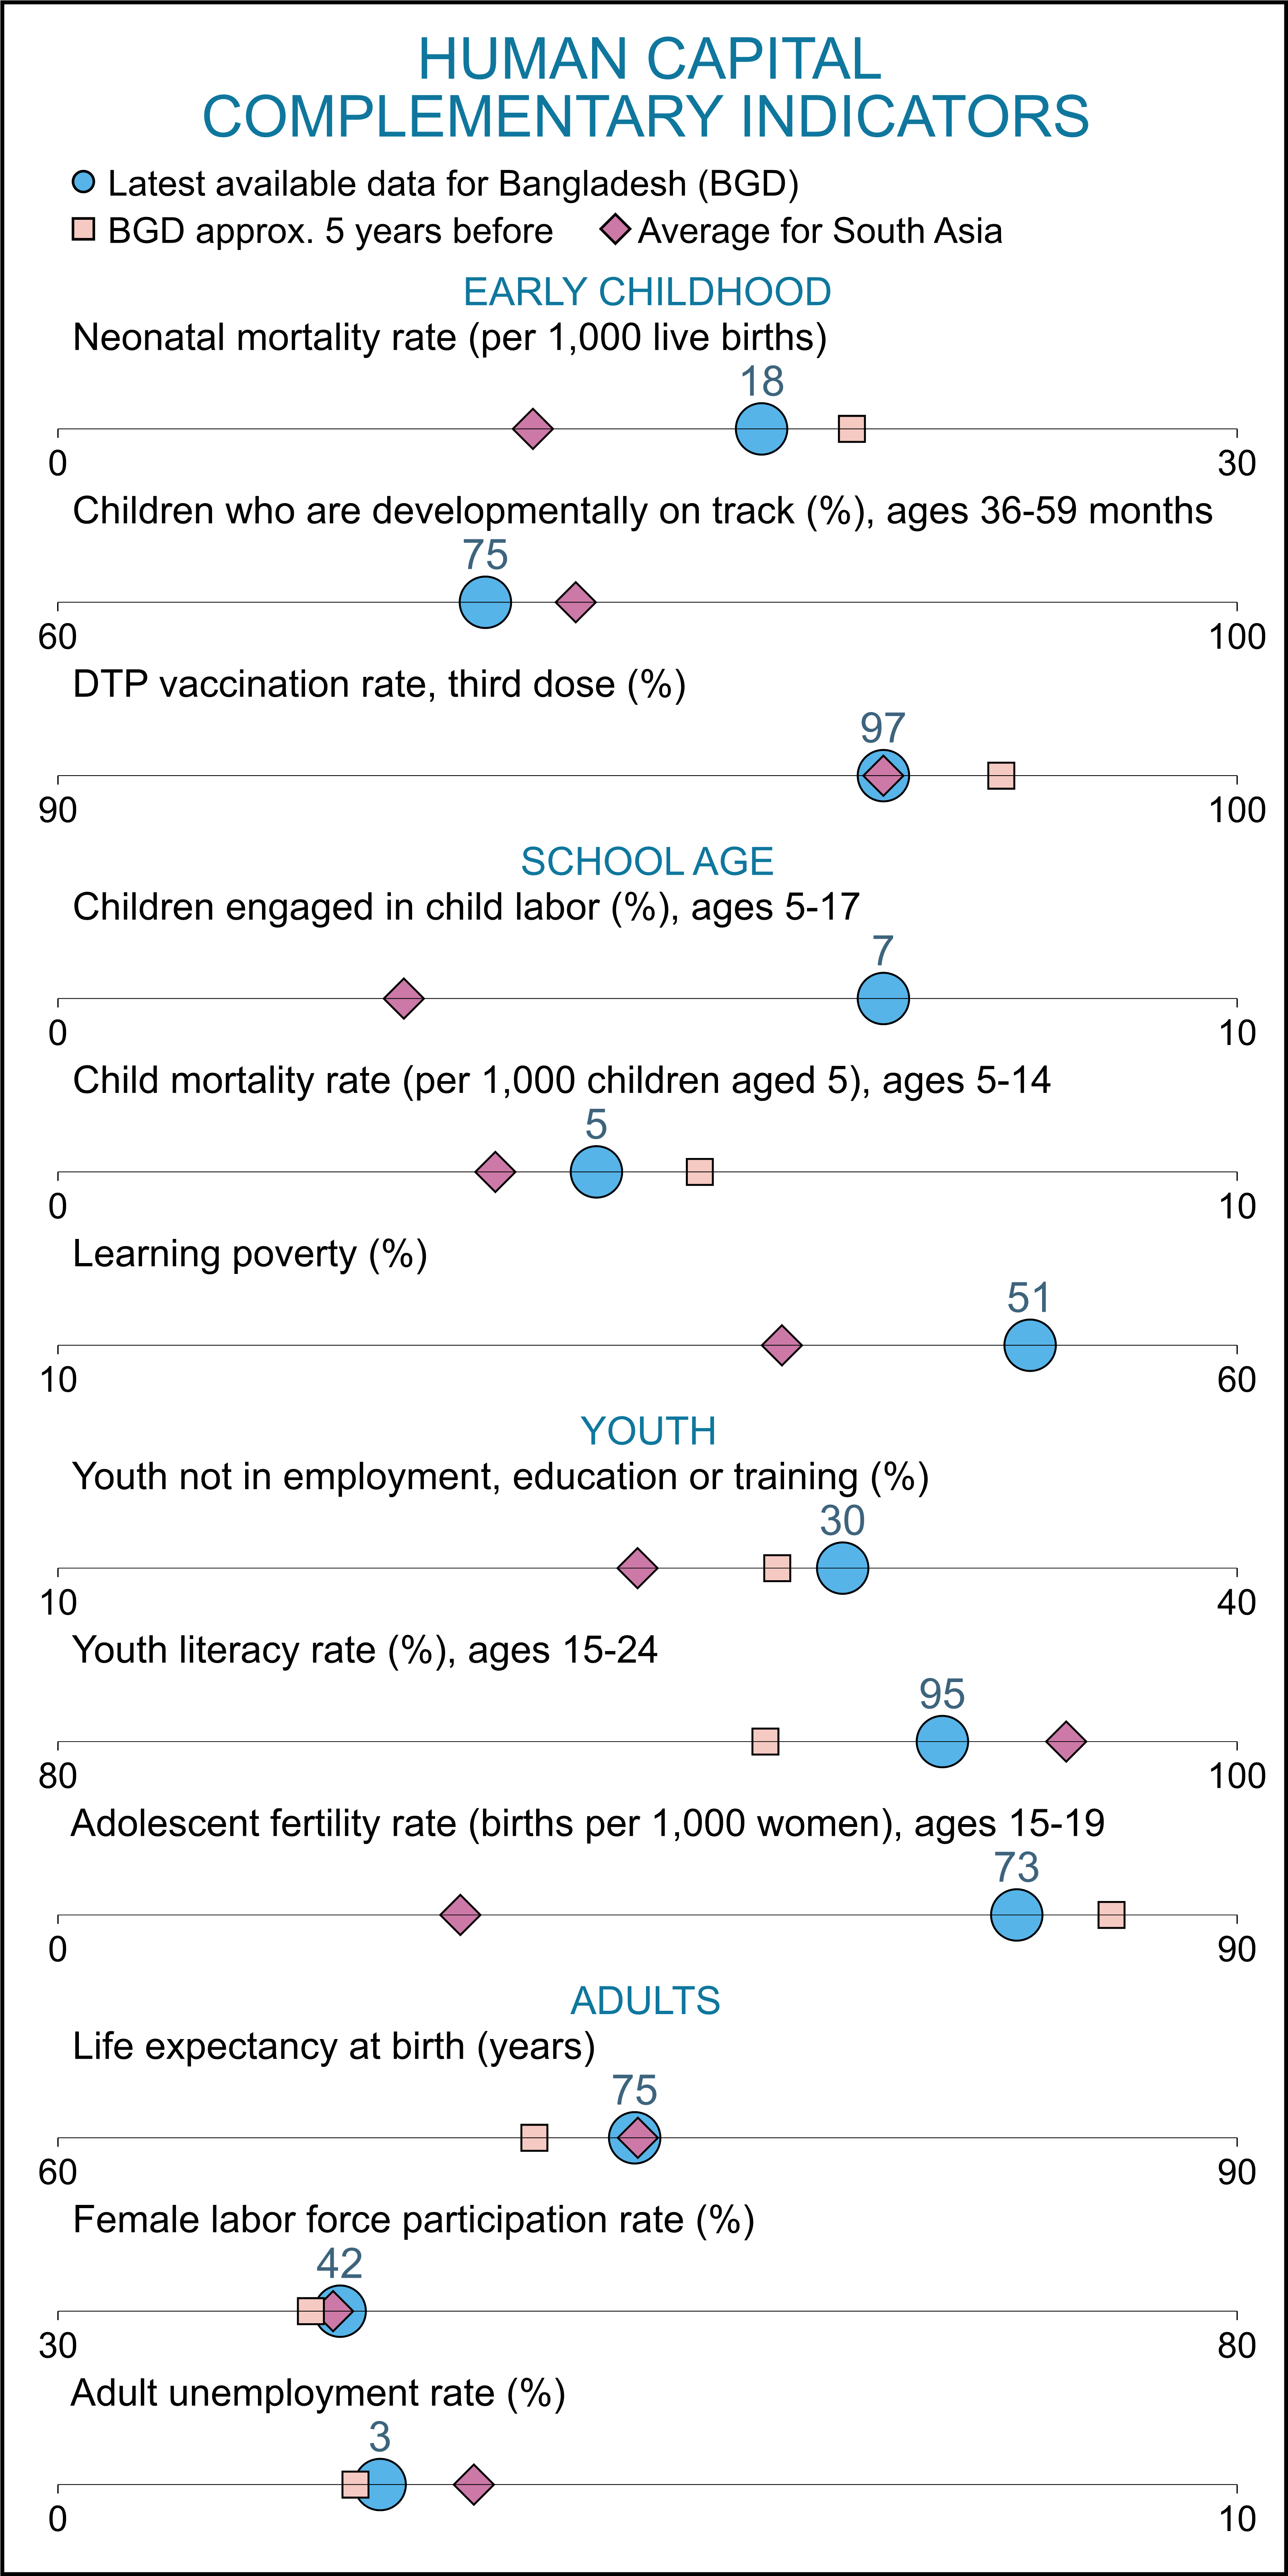 HUMAN CAPITAL
COMPLEMENTARY INDICATORS
Latest available data for Bangladesh (BGD)
BGD approx. 5 years before Average for South Asia
EARLY CHILDHOOD
Neonatal mortality rate (per 1,000 live births)
18
0 30
Children who are developmentally on track (%), ages 36-59 months
75
60 100
DTP vaccination rate, third dose (%)
97
90 100
SCHOOL AGE
Children engaged in child labor (%), ages 5-17
7
0 10
Child mortality rate (per 1,000 children aged 5), ages 5-14
5
0 10
Learning poverty (%)
51
10 60
YOUTH
Youth not in employment, education or training (%)
30
10 40
Youth literacy rate (%), ages 15-24
95
80 100
Adolescent fertility rate (births per 1,000 women), ages 15-19
73
0 90
ADULTS
Life expectancy at birth (years)
75
60 90
Female labor force participation rate (%)
42
30 80
Adult unemployment rate (%)
3
0 10